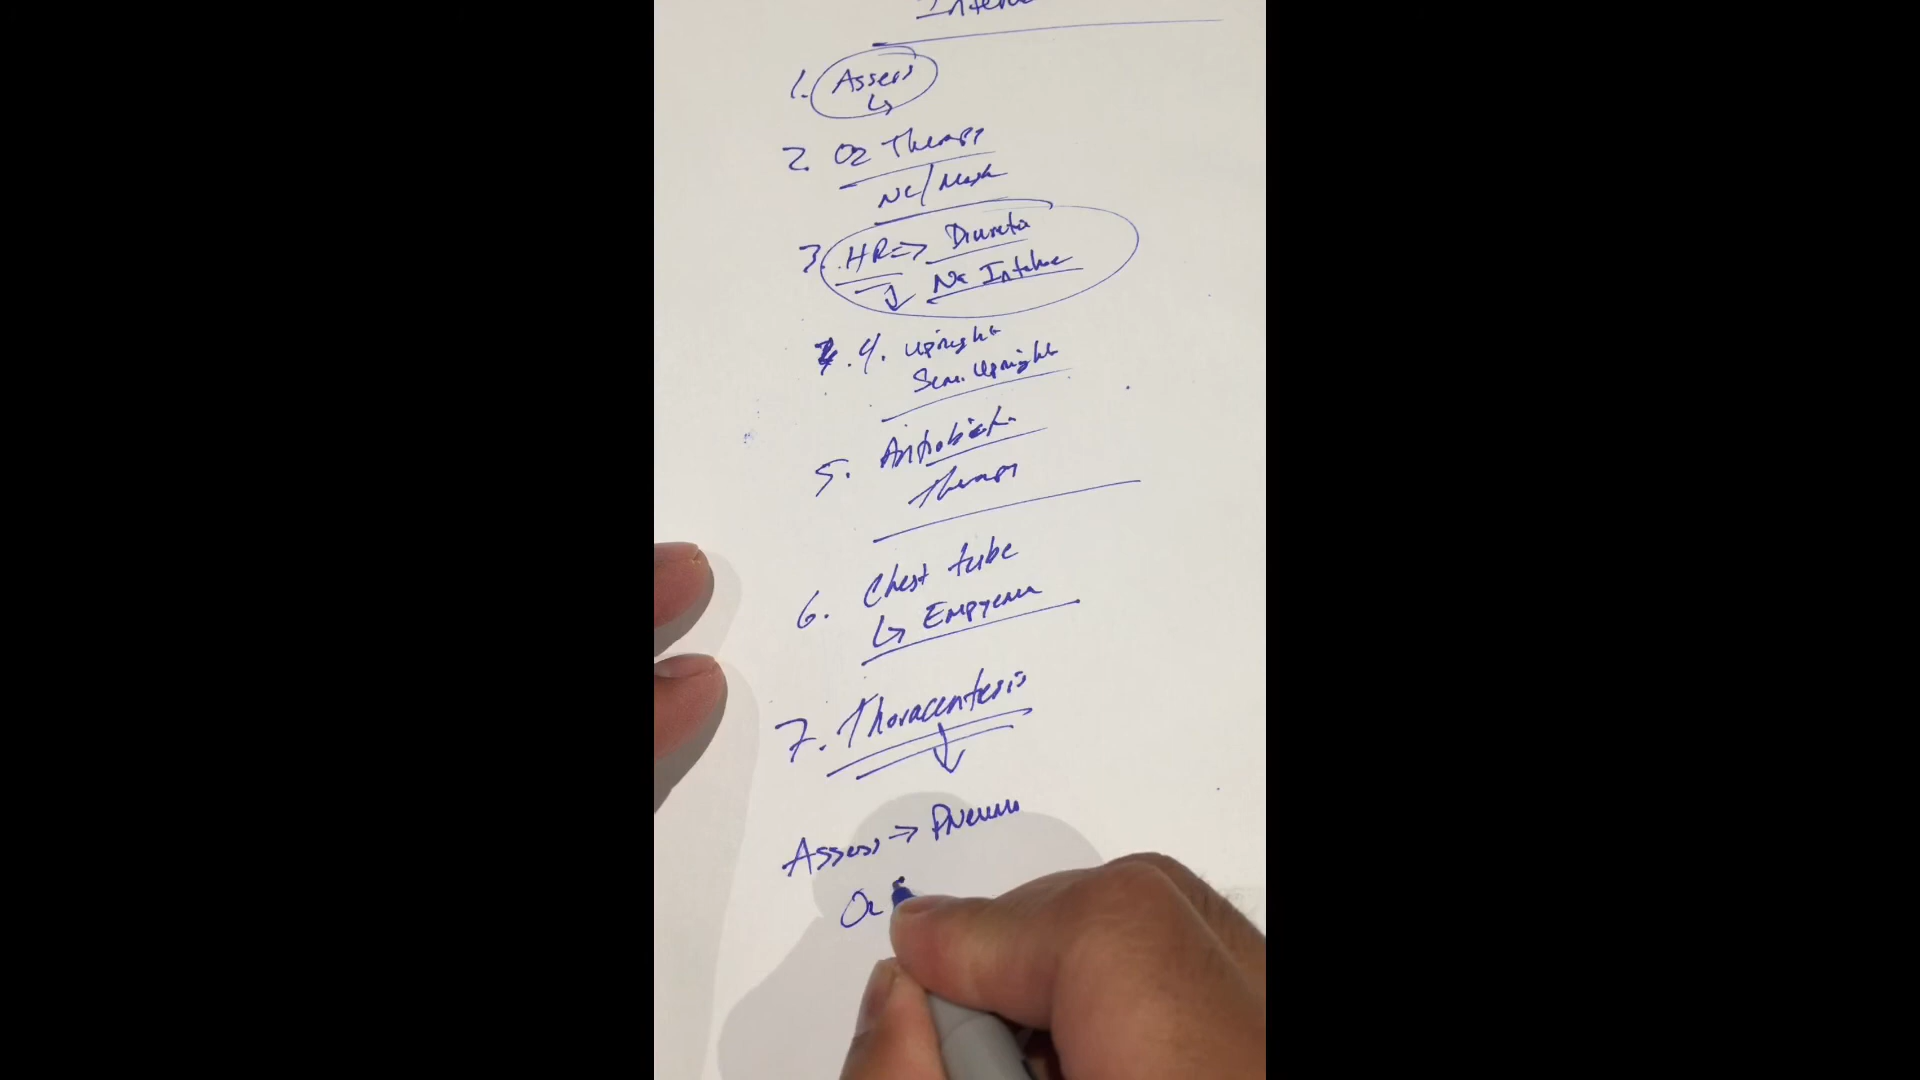 1. Assess
↳
2. O2 Therapy
NC/Mask
3. HR => Diuretic
↓ Na Intake
4. Upright
Semi Upright
5. Antibiotic
Therapy
6. Chest tube
↳ Empyema
7. Thoracentesis
↓
Assess → Pneumo
O2